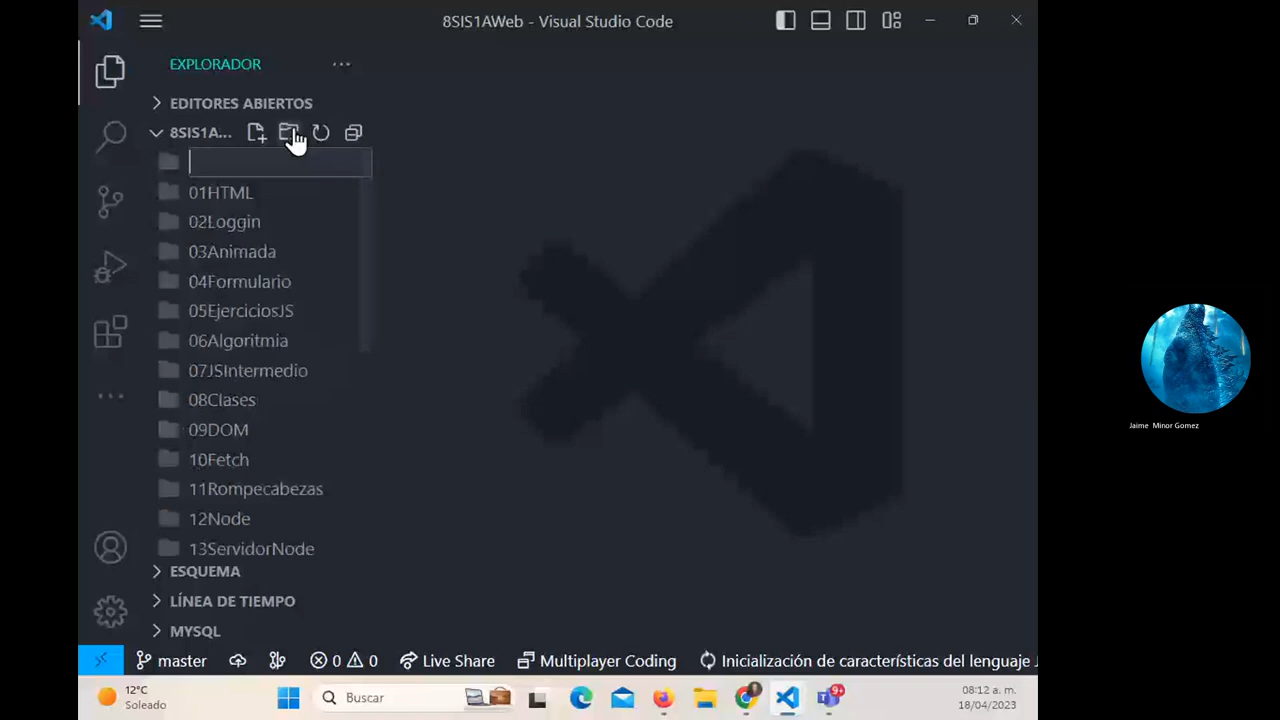 8SIS1AWeb - Visual Studio Code
EXPLORADOR
EDITORES ABIERTOS
8SIS1A...
01HTML
02Loggin
03Animada
04Formulario
05EjerciciosJS
06Algoritmia
07JSIntermedio
08Clases
09DOM
10Fetch
11Rompecabezas
12Node
13ServidorNode
ESQUEMA
LÍNEA DE TIEMPO
MYSQL
master
0
0
Live Share
Multiplayer Coding
Inicialización de características del lenguaje
12°C
Soleado
Buscar
9+
08:12 a. m.
18/04/2023
Jaime Minor Gomez